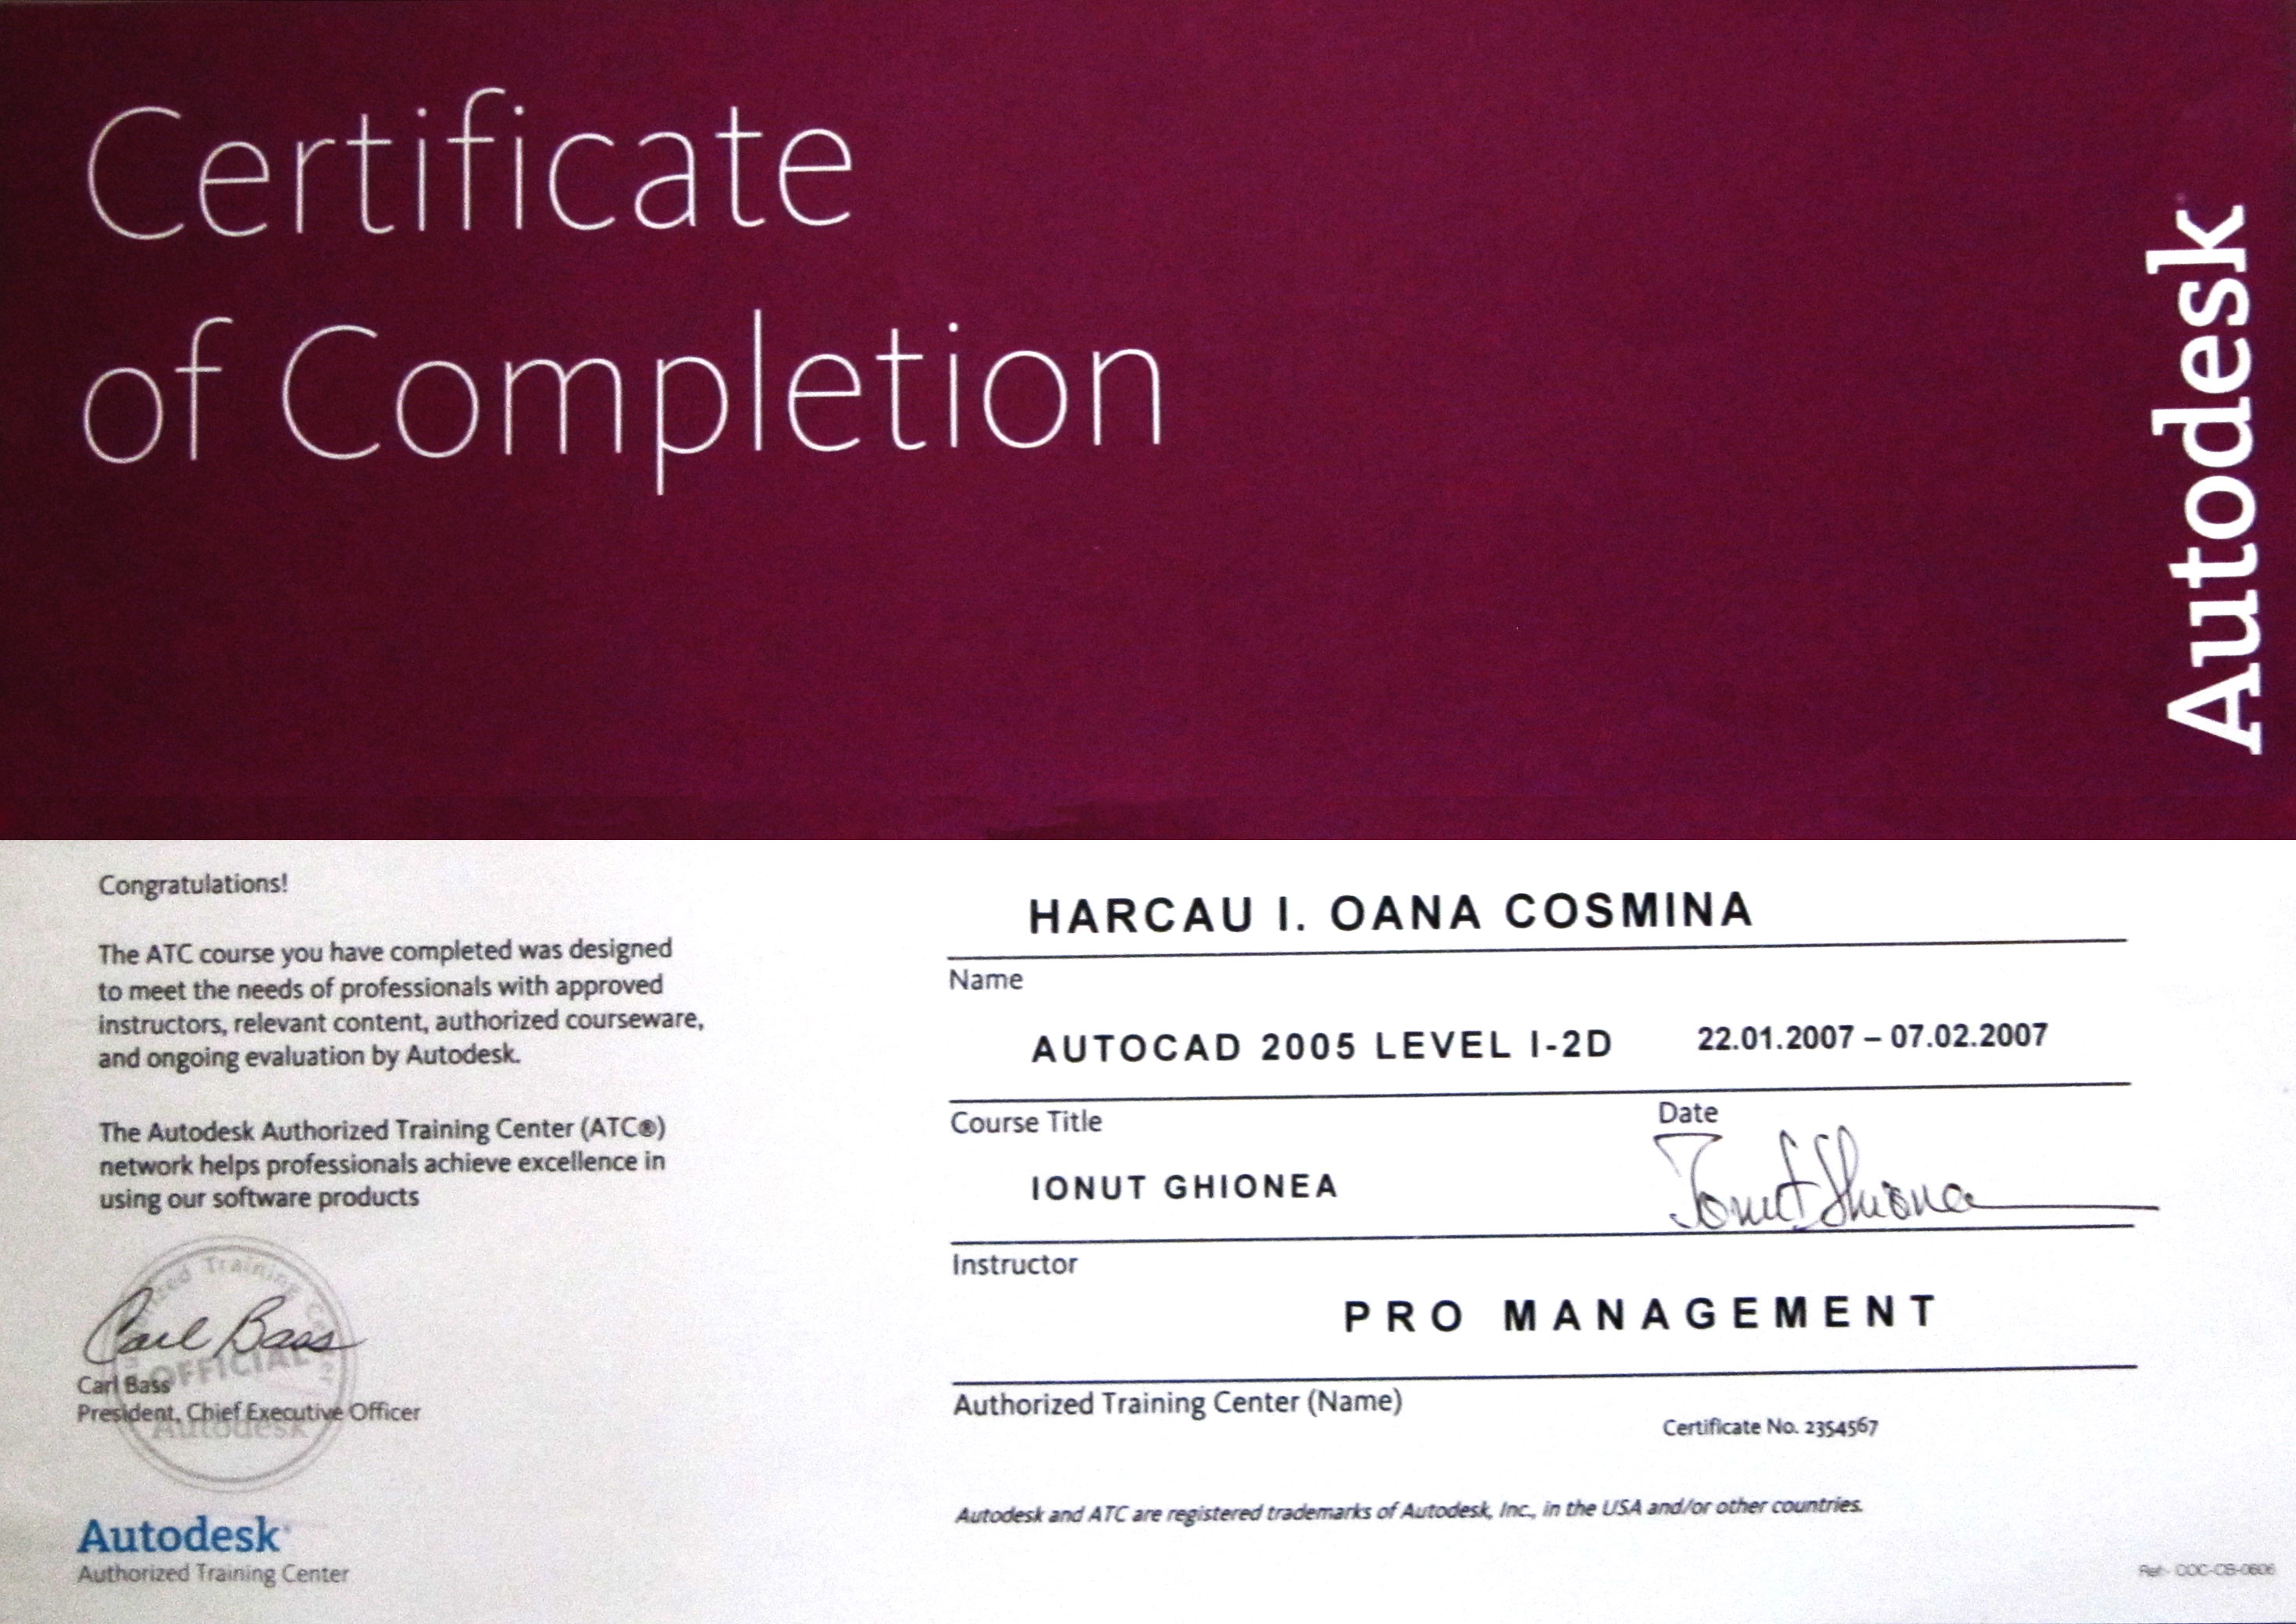 Certificate
of Completion
Autodesk
Congratulations!
The ATC course you have completed was designed
to meet the needs of professionals with approved
instructors, relevant content, authorized courseware,
and ongoing evaluation by Autodesk.
The Autodesk Authorized Training Center (ATC®)
network helps professionals achieve excellence in
using our software products
Training
OFFICIAL
Autodesk
Carl Bass
Carl Bass
President, Chief Executive Officer
Autodesk
Authorized Training Center
HARCAU I. OANA COSMINA
Name
AUTOCAD 2005 LEVEL I-2D 22.01.2007 – 07.02.2007
Course Title Date
IONUT GHIONEA Ionut Ghionea
Instructor
PRO MANAGEMENT
Authorized Training Center (Name)
Certificate No. 2354567
Autodesk and ATC are registered trademarks of Autodesk, Inc., in the USA and/or other countries.
Ref:- COC-CB-0606